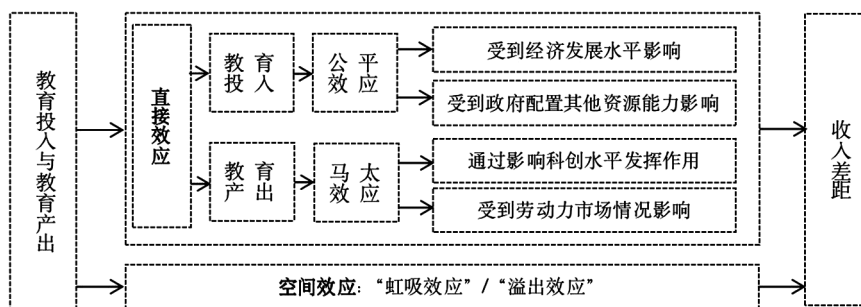 教育投入与教育产出
直接效应
教育
投入
公平
效应
受到经济发展水平影响
受到政府配置其他资源能力影响
教育
产出
马太
效应
通过影响科创水平发挥作用
受到劳动力市场情况影响
空间效应：“虹吸效应”/“溢出效应”
收入差距